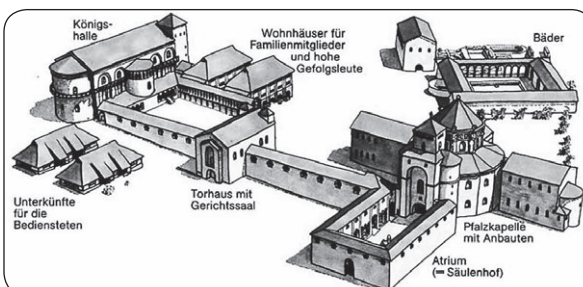 Königs-
halle
Wohnhäuser für
Familienmitglieder
und hohe
Gefolgsleute
Bäder
Unterkünfte
für die
Bediensteten
Torhaus mit
Gerichtssaal
Pfalzkapelle
mit Anbauten
Atrium
(= Säulenhof)